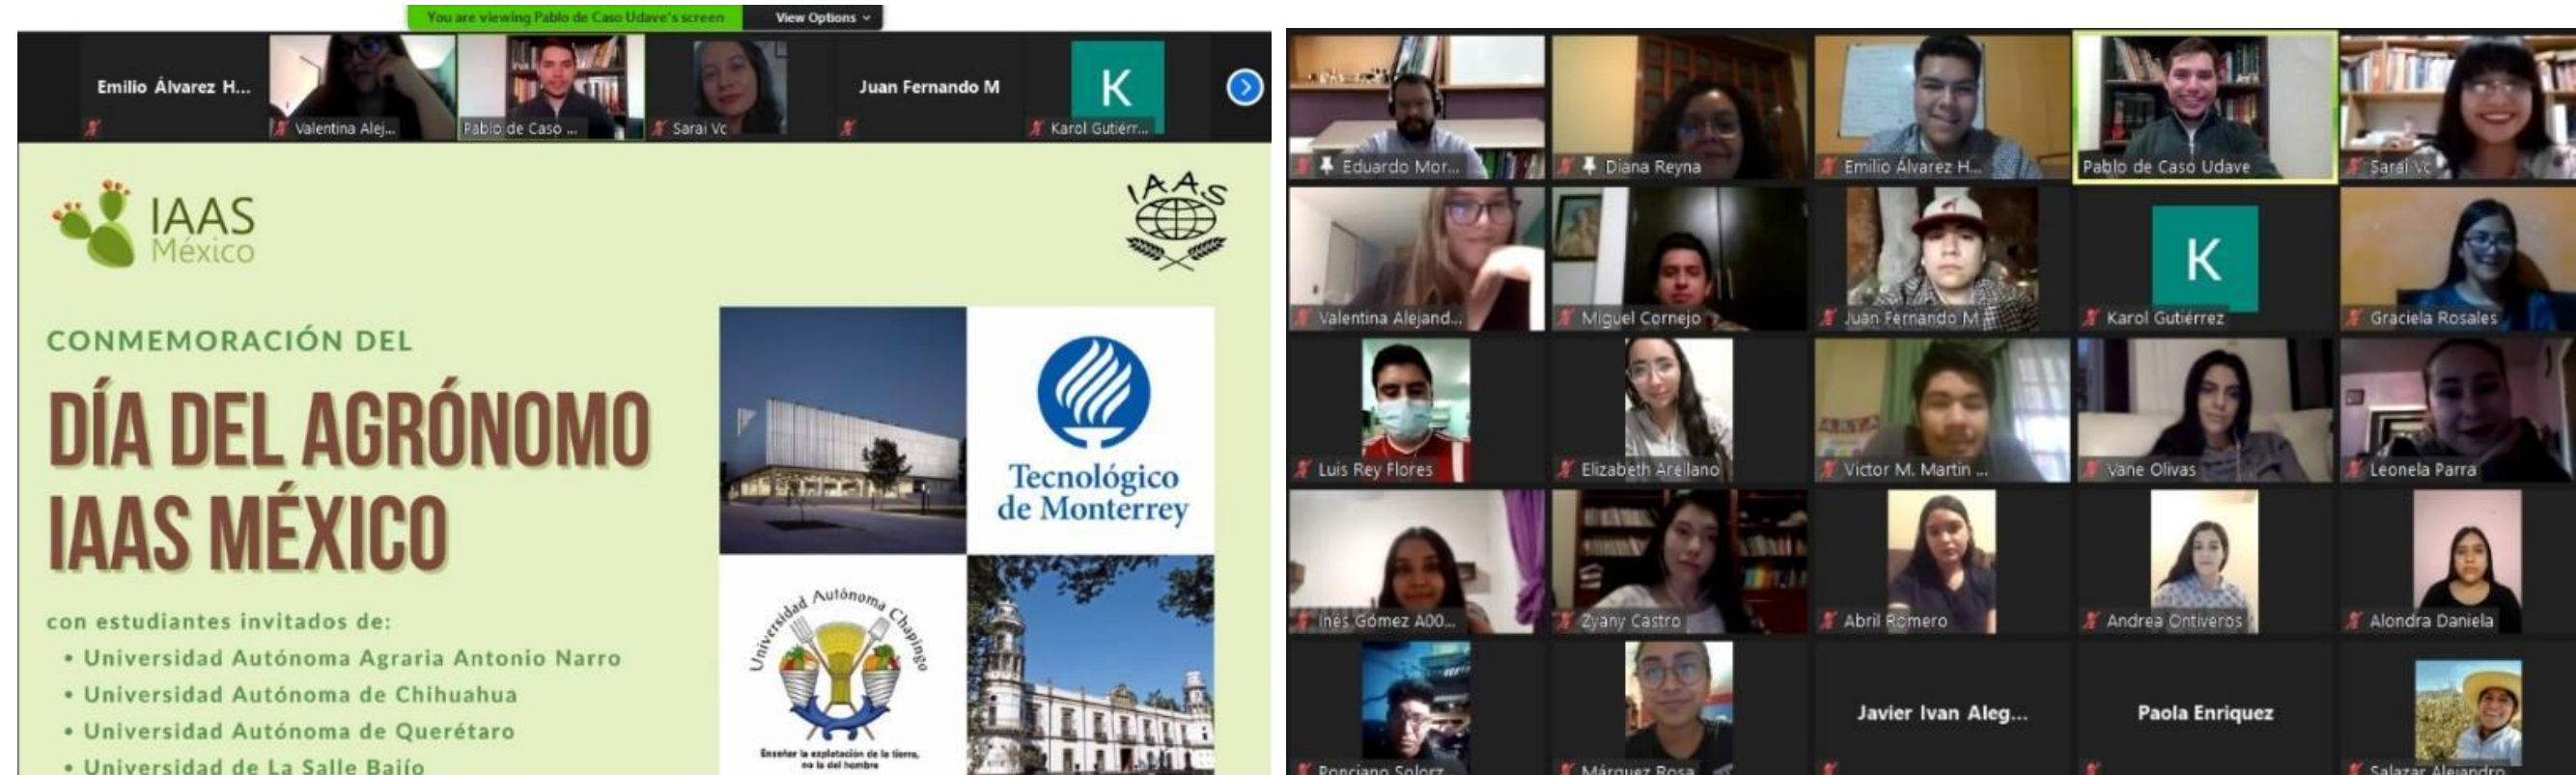 You are viewing Pablo de Caso Udave's screen
View Options
Emilio Álvarez H...
Valentina Alej...
Pablo de Caso ...
Sarai Vc
Juan Fernando M
K
Karol Gutiérr...
IAAS
México
IAAS
CONMEMORACIÓN DEL
DÍA DEL AGRÓNOMO
IAAS MÉXICO
con estudiantes invitados de:
• Universidad Autónoma Agraria Antonio Narro
• Universidad Autónoma de Chihuahua
• Universidad Autónoma de Querétaro
• Universidad de La Salle Bajío
Tecnológico
de Monterrey
Universidad Autónoma Chapingo
Enseñar la explotación de la tierra,
no la del hombre
Eduardo Mor...
Diana Reyna
Emilio Álvarez H...
Pablo de Caso Udave
Sarai Vc
Valentina Alejand...
Miguel Cornejo
Juan Fernando M
K
Karol Gutiérrez
Graciela Rosales
Luis Rey Flores
Elizabeth Arellano
Victor M. Martin ...
Vane Olivas
Leonela Parra
Inés Gómez A00...
Zyany Castro
Abril Romero
Andrea Ontiveros
Alondra Daniela
Ponciano Solorz...
Márquez Rosa
Javier Ivan Aleg...
Paola Enriquez
Salazar Alejandro